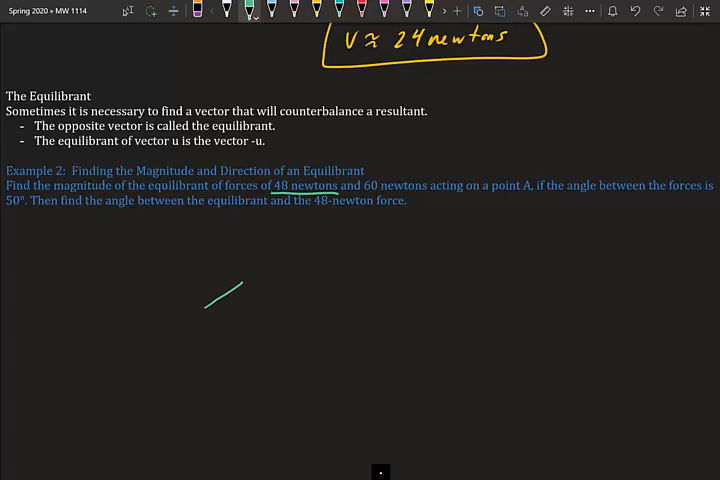 Spring 2020 » MW 1114
V ≈ 24 newtons
The Equilibrant
Sometimes it is necessary to find a vector that will counterbalance a resultant.
- The opposite vector is called the equilibrant.
- The equilibrant of vector u is the vector -u.
Example 2: Finding the Magnitude and Direction of an Equilibrant
Find the magnitude of the equilibrant of forces of 48 newtons and 60 newtons acting on a point A, if the angle between the forces is
50°. Then find the angle between the equilibrant and the 48-newton force.